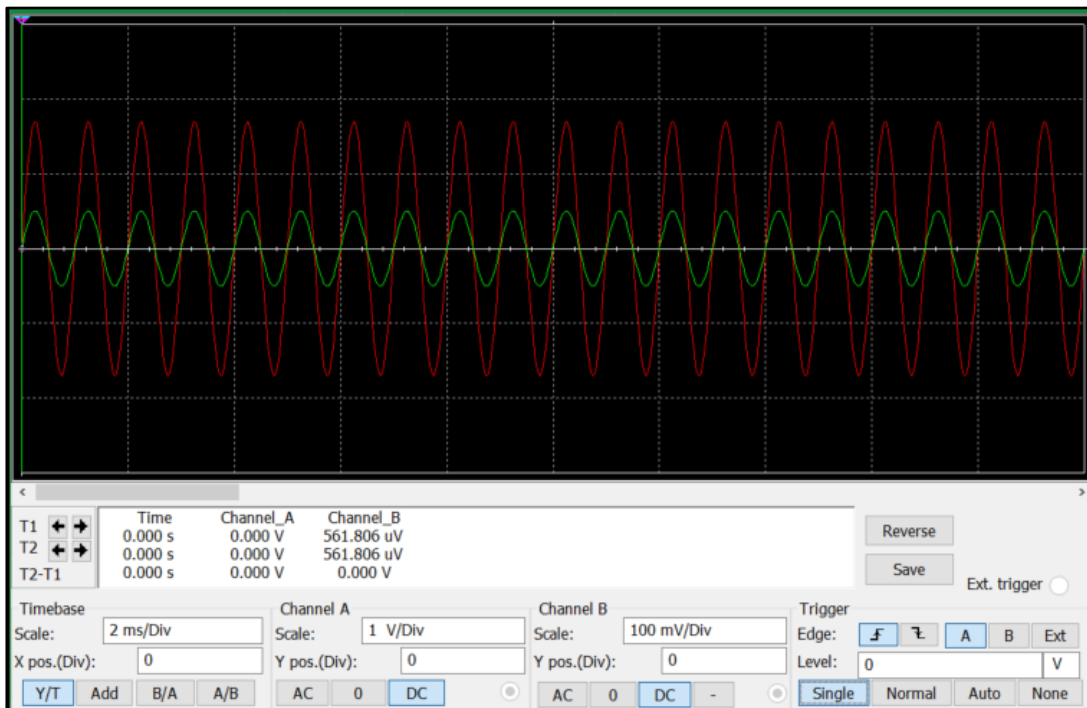 Time Channel_A Channel_B
T1 0.000 s 0.000 V 561.806 uV
T2 0.000 s 0.000 V 561.806 uV
T2-T1 0.000 s 0.000 V 0.000 V
Reverse
Save
Ext. trigger
Timebase
Scale: 2 ms/Div
X pos.(Div): 0
Y/T Add B/A A/B
Channel A
Scale: 1 V/Div
Y pos.(Div): 0
AC 0 DC
Channel B
Scale: 100 mV/Div
Y pos.(Div): 0
AC 0 DC -
Trigger
Edge: A B Ext
Level: 0 V
Single Normal Auto None